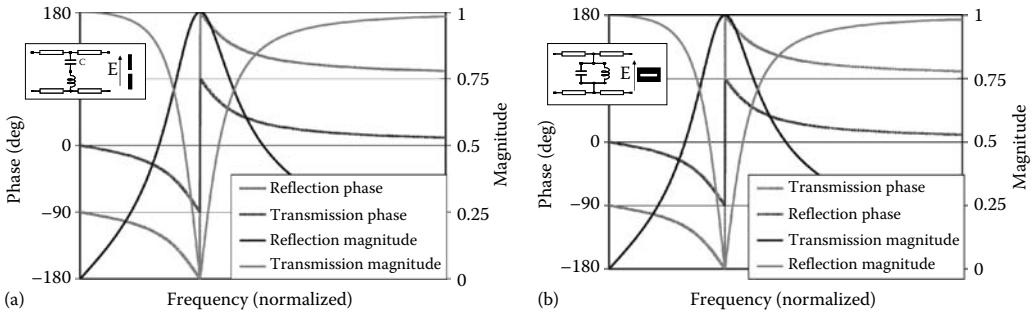 180
90
0
−90
−180
Phase (deg)
C
E
1
0.75
0.5
0.25
0
Magnitude
Reflection phase
Transmission phase
Reflection magnitude
Transmission magnitude
(a)
Frequency (normalized)
180
90
0
−90
−180
Phase (deg)
E
1
0.75
0.5
0.25
0
Magnitude
Transmission phase
Reflection phase
Transmission magnitude
Reflection magnitude
(b)
Frequency (normalized)